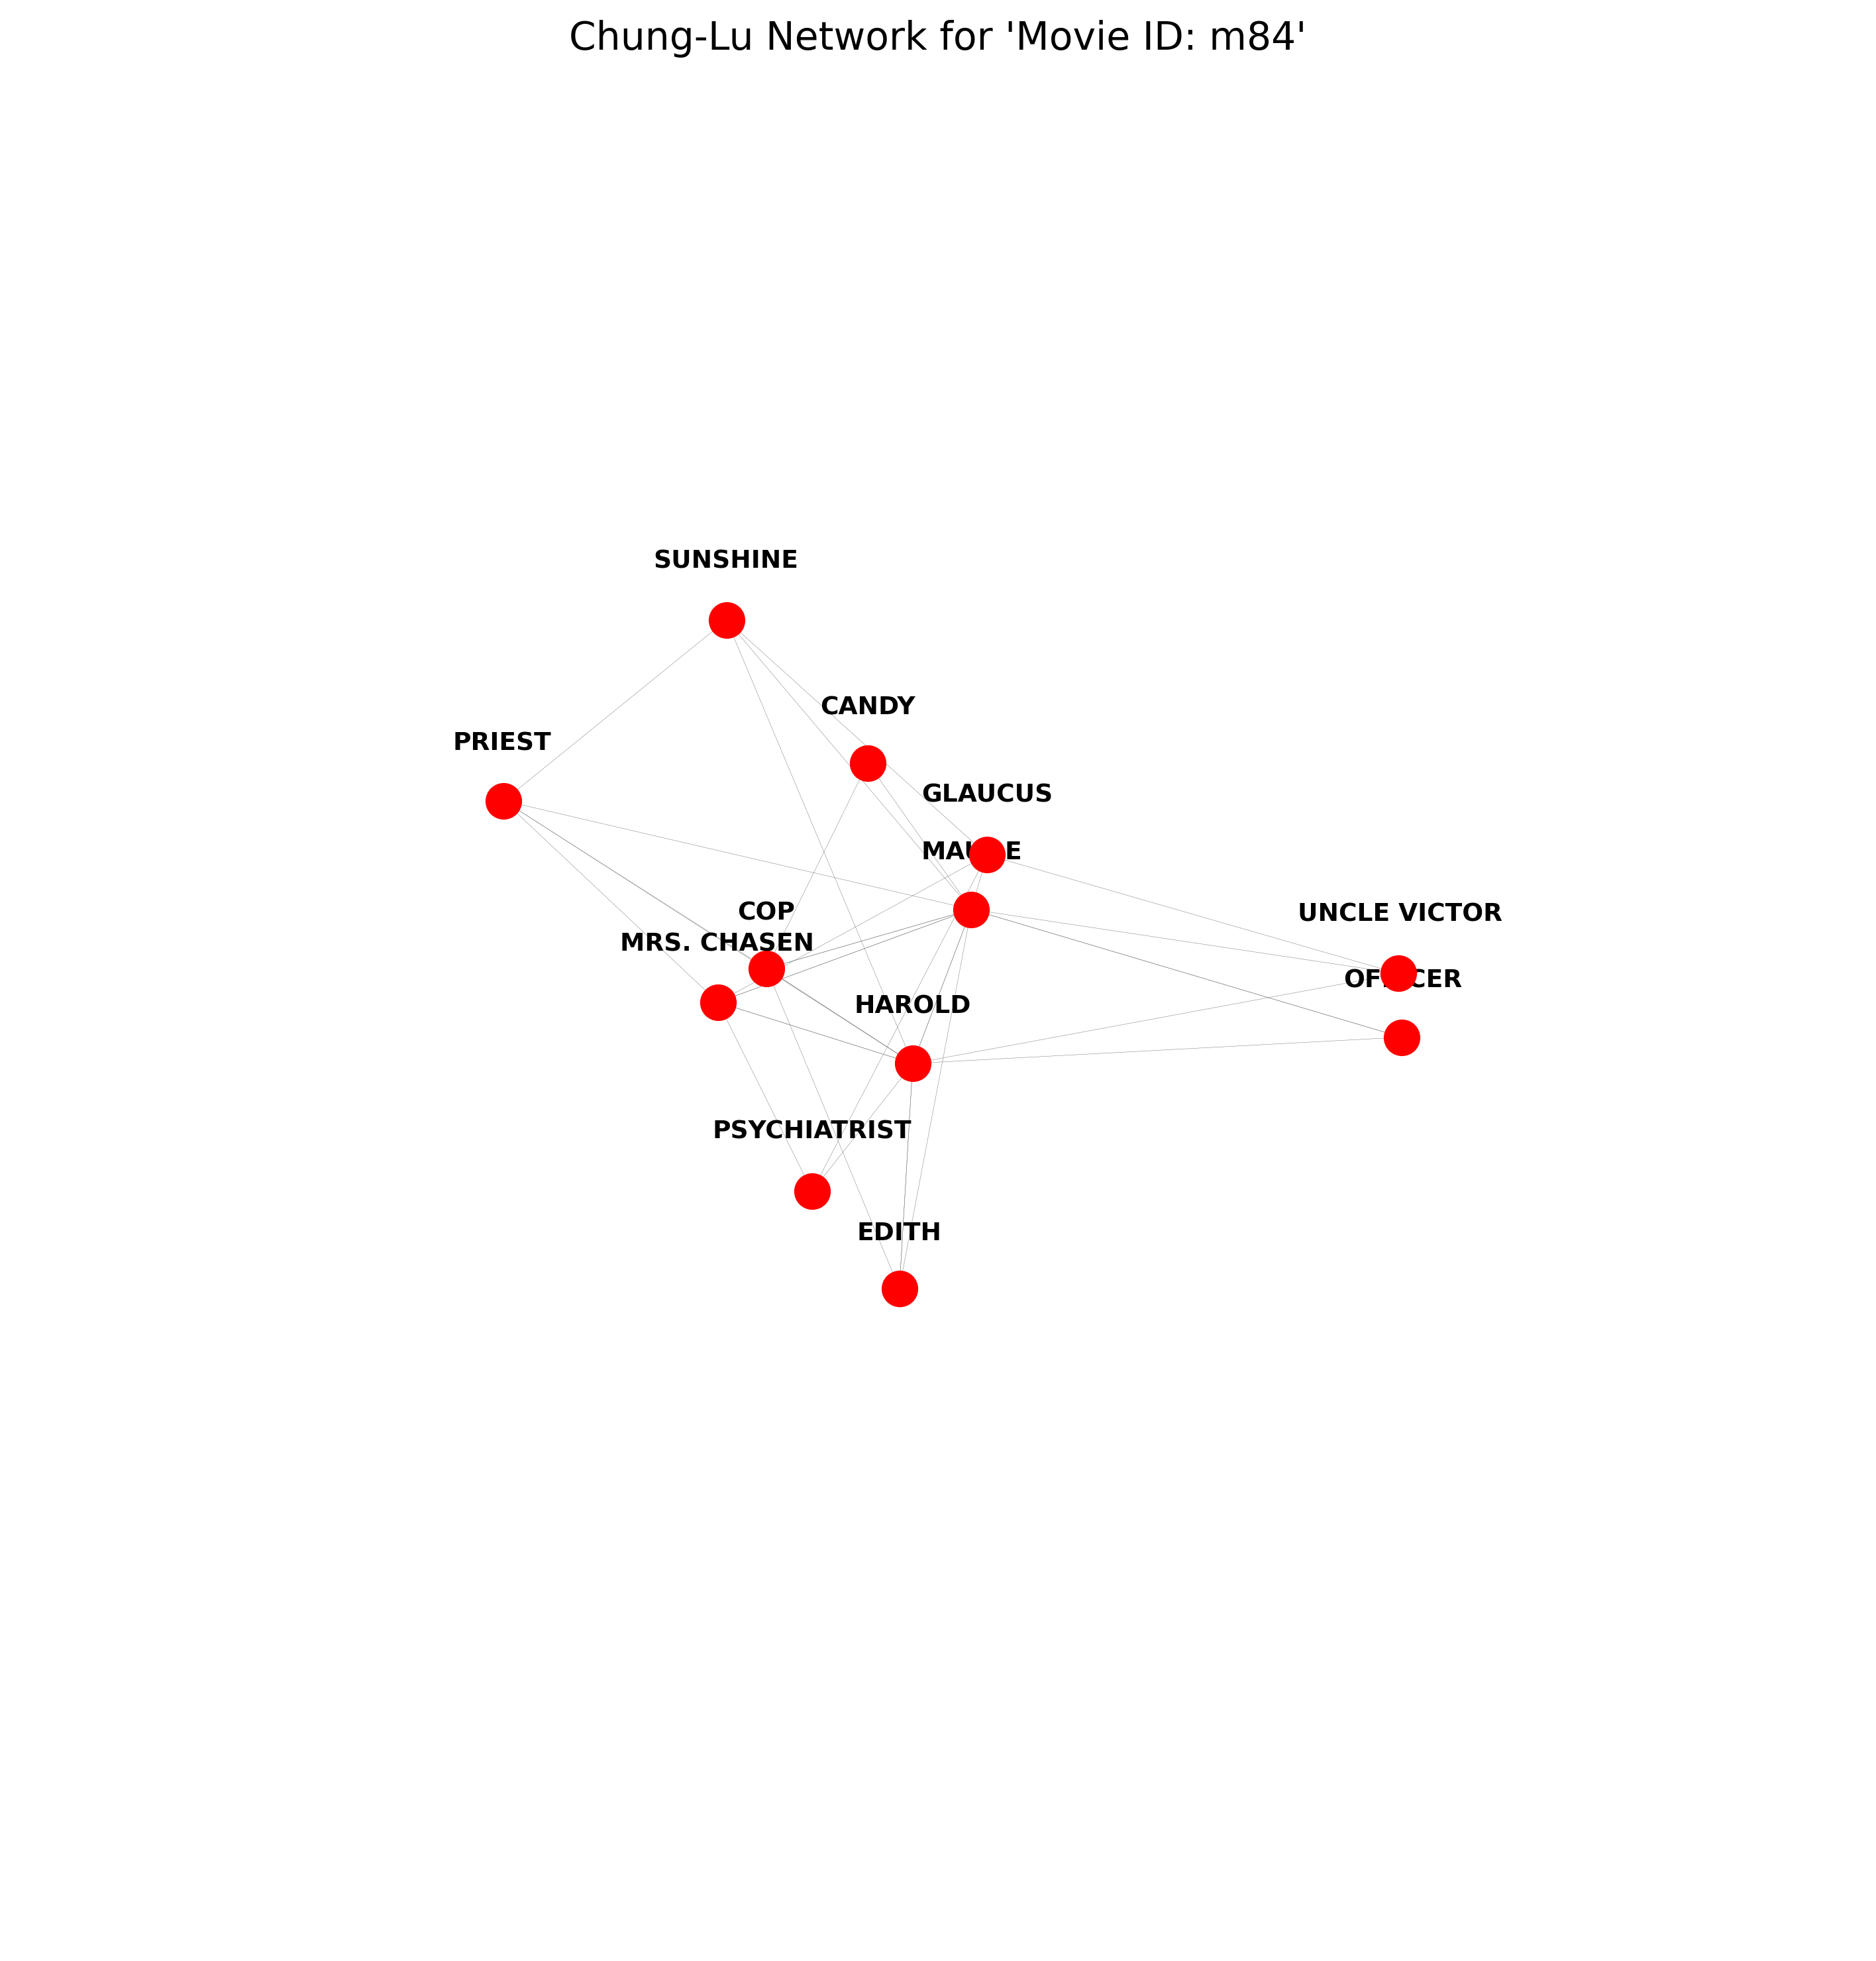 Chung-Lu Network for 'Movie ID: m84'
SUNSHINE
CANDY
PRIEST
GLAUCUS
COP
UNCLE VICTOR
MRS. CHASEN
HAROLD
PSYCHIATRIST
EDITH